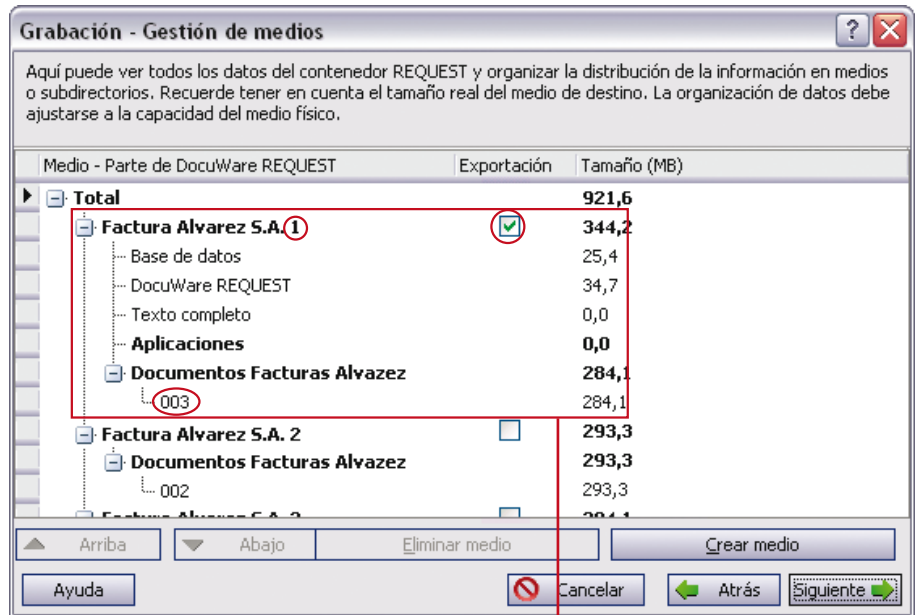 Grabación - Gestión de medios
Aquí puede ver todos los datos del contenedor REQUEST y organizar la distribución de la información en medios
o subdirectorios. Recuerde tener en cuenta el tamaño real del medio de destino. La organización de datos debe
ajustarse a la capacidad del medio físico.
Medio - Parte de DocuWare REQUEST Exportación Tamaño (MB)
Total 921,6
Factura Alvarez S.A. 1 344,2
Base de datos 25,4
DocuWare REQUEST 34,7
Texto completo 0,0
Aplicaciones 0,0
Documentos Facturas Alvazez 284,1
003 284,1
Factura Alvarez S.A. 2 293,3
Documentos Facturas Alvazez 293,3
002 293,3
Arriba Abajo Eliminar medio Crear medio
Ayuda Cancelar Atrás Siguiente